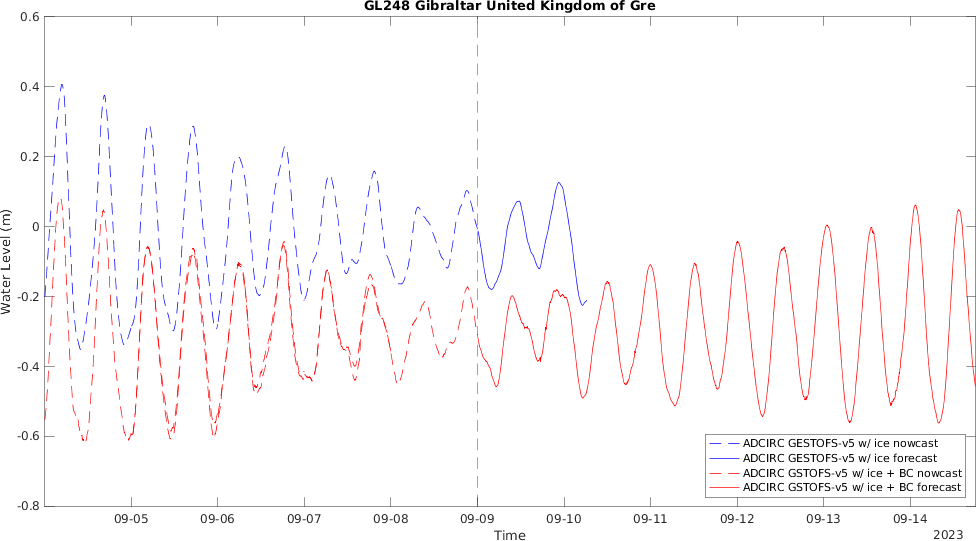 GL248 Gibraltar United Kingdom of Gre
0.6
0.4
0.2
0
-0.2
-0.4
-0.6
-0.8
Water Level (m)
09-05 09-06 09-07 09-08 09-09 09-10 09-11 09-12 09-13 09-14
Time
2023
ADCIRC GESTOFS-v5 w/ ice nowcast
ADCIRC GESTOFS-v5 w/ ice forecast
ADCIRC GSTOFS-v5 w/ ice + BC nowcast
ADCIRC GSTOFS-v5 w/ ice + BC forecast